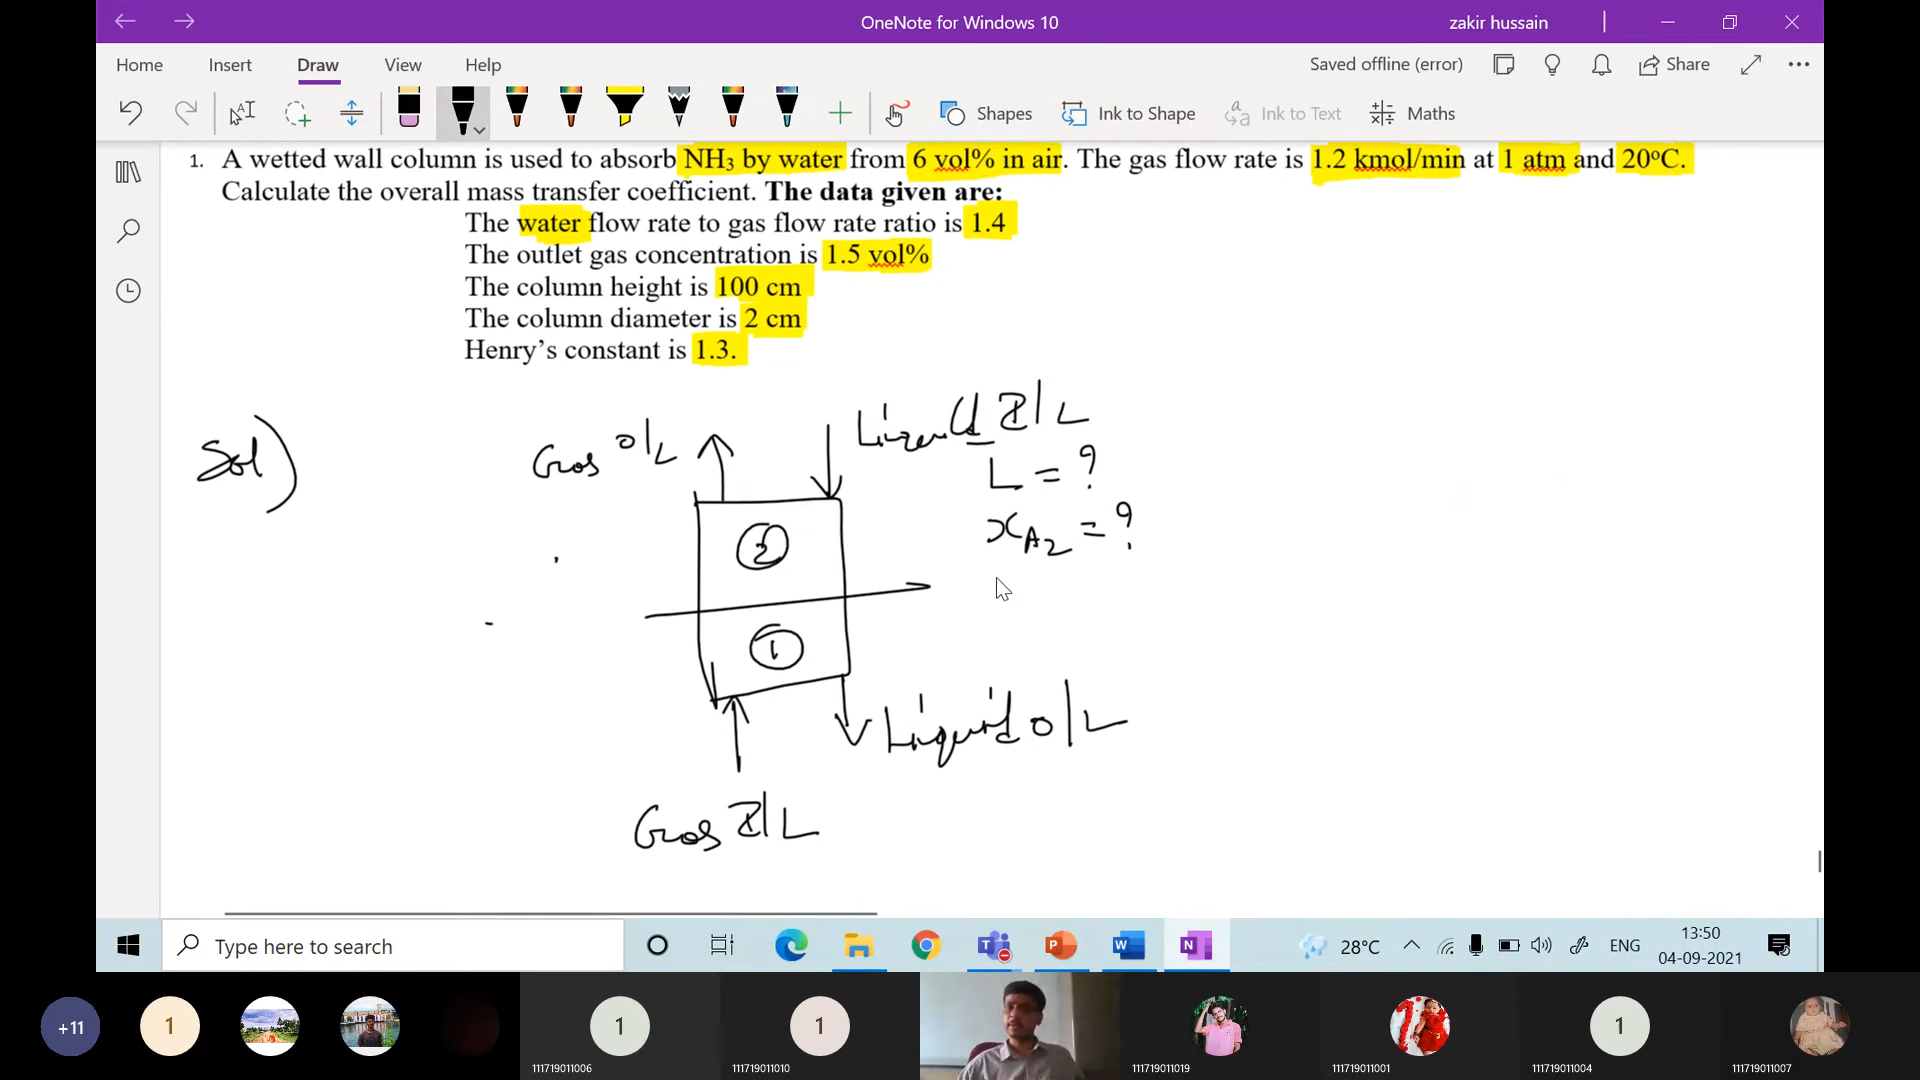 OneNote for Windows 10
zakir hussain
Home Insert Draw View Help
Saved offline (error) Share
Shapes Ink to Shape Ink to Text Maths
1. A wetted wall column is used to absorb NH3 by water from 6 vol% in air. The gas flow rate is 1.2 kmol/min at 1 atm and 20°C.
Calculate the overall mass transfer coefficient. The data given are:
The water flow rate to gas flow rate ratio is 1.4
The outlet gas concentration is 1.5 vol%
The column height is 100 cm
The column diameter is 2 cm
Henry's constant is 1.3.
Sol)
Gas O/L
Liquid I/L
L = ?
xA2 = ?
2
1
Liquid O/L
Gas I/L
Type here to search
28°C
ENG
13:50
04-09-2021
+11
1
1
1
1
111719011006
111719011010
111719011019
111719011001
111719011004
111719011007